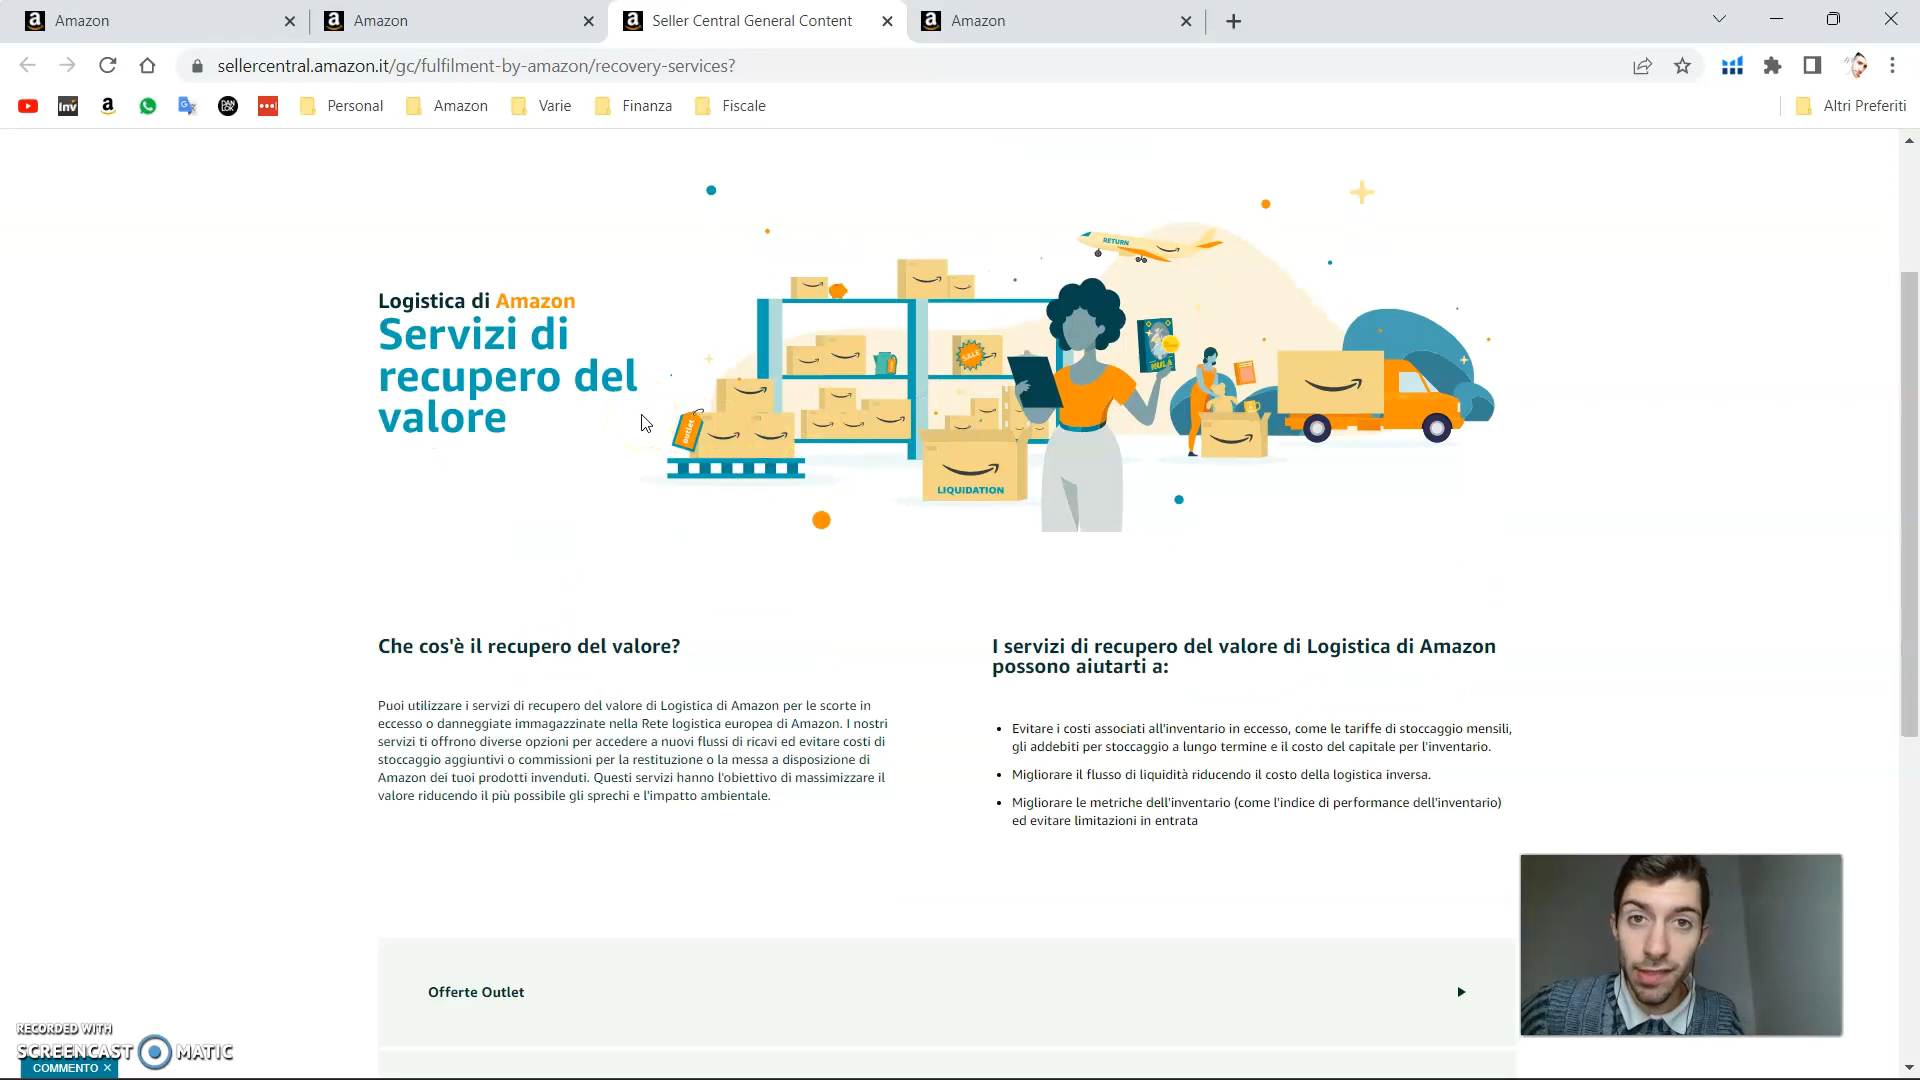 Amazon
Amazon
Seller Central General Content
Amazon
sellercentral.amazon.it/gc/fulfilment-by-amazon/recovery-services?
Inv
Personal
Amazon
Varie
Finanza
Fiscale
Altri Preferiti
RETURN
Logistica di Amazon
Servizi di
recupero del
valore
SALE
outlet
LIQUIDATION
Che cos'è il recupero del valore?
Puoi utilizzare i servizi di recupero del valore di Logistica di Amazon per le scorte in
eccesso o danneggiate immagazzinate nella Rete logistica europea di Amazon. I nostri
servizi ti offrono diverse opzioni per accedere a nuovi flussi di ricavi ed evitare costi di
stoccaggio aggiuntivi o commissioni per la restituzione o la messa a disposizione di
Amazon dei tuoi prodotti invenduti. Questi servizi hanno l'obiettivo di massimizzare il
valore riducendo il più possibile gli sprechi e l'impatto ambientale.
I servizi di recupero del valore di Logistica di Amazon
possono aiutarti a:
• Evitare i costi associati all'inventario in eccesso, come le tariffe di stoccaggio mensili,
gli addebiti per stoccaggio a lungo termine e il costo del capitale per l'inventario.
• Migliorare il flusso di liquidità riducendo il costo della logistica inversa.
• Migliorare le metriche dell'inventario (come l'indice di performance dell'inventario)
ed evitare limitazioni in entrata
Offerte Outlet
RECORDED WITH
SCREENCAST MATIC
COMMENTO ×